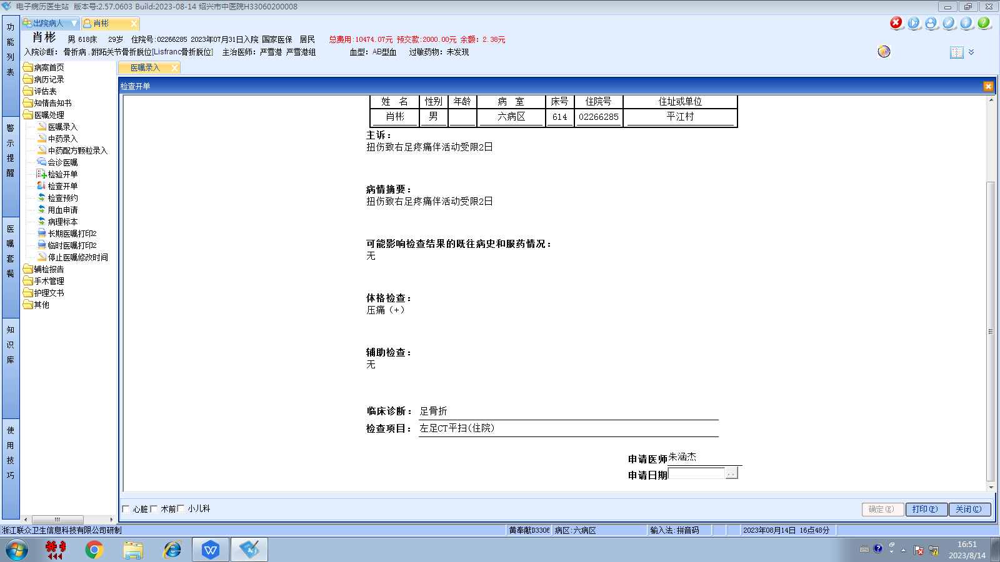 电子病历医生站 版本号:2.57.0603 Build:2023-08-14 绍兴市中医院H33060200008
功能列表
警示提醒
医嘱套餐
知识库
使用技巧
出院病人
肖彬
肖彬 男 618床 29岁 住院号:02266285 2023年07月31日入院 国家医保 居民 总费用:10474.07元 预交款:2000.00元 余额:2.38元
入院诊断: 骨折病,跗跖关节骨折脱位[Lisfranc骨折脱位] 主治医师: 严雪港 严雪港组 血型: AB型血 过敏药物: 未发现
病案首页
病历记录
评估表
知情告知书
医嘱处理
医嘱录入
中药录入
中药配方颗粒录入
会诊医嘱
检验开单
检查开单
检查预约
用血申请
病理标本
长期医嘱打印2
临时医嘱打印2
停止医嘱修改时间
辅检报告
手术管理
护理文书
其他
医嘱录入
检查开单
姓 名 性别 年龄 病 室 床号 住院号 住址或单位
肖彬 男 六病区 614 02266285 平江村
主诉:
扭伤致右足疼痛伴活动受限2日
病情摘要:
扭伤致右足疼痛伴活动受限2日
可能影响检查结果的既往病史和服药情况:
无
体格检查:
压痛（+）
辅助检查:
无
临床诊断: 足骨折
检查项目: 左足CT平扫(住院)
申请医师 朱涵杰
申请日期
..
心脏 术前 小儿科
确定(E) 打印(P) 关闭(C)
浙江联众卫生信息科技有限公司研制 黄奉献D3306 病区:六病区 输入法:拼音码 2023年08月14日 16点48分
16:51
2023/8/14